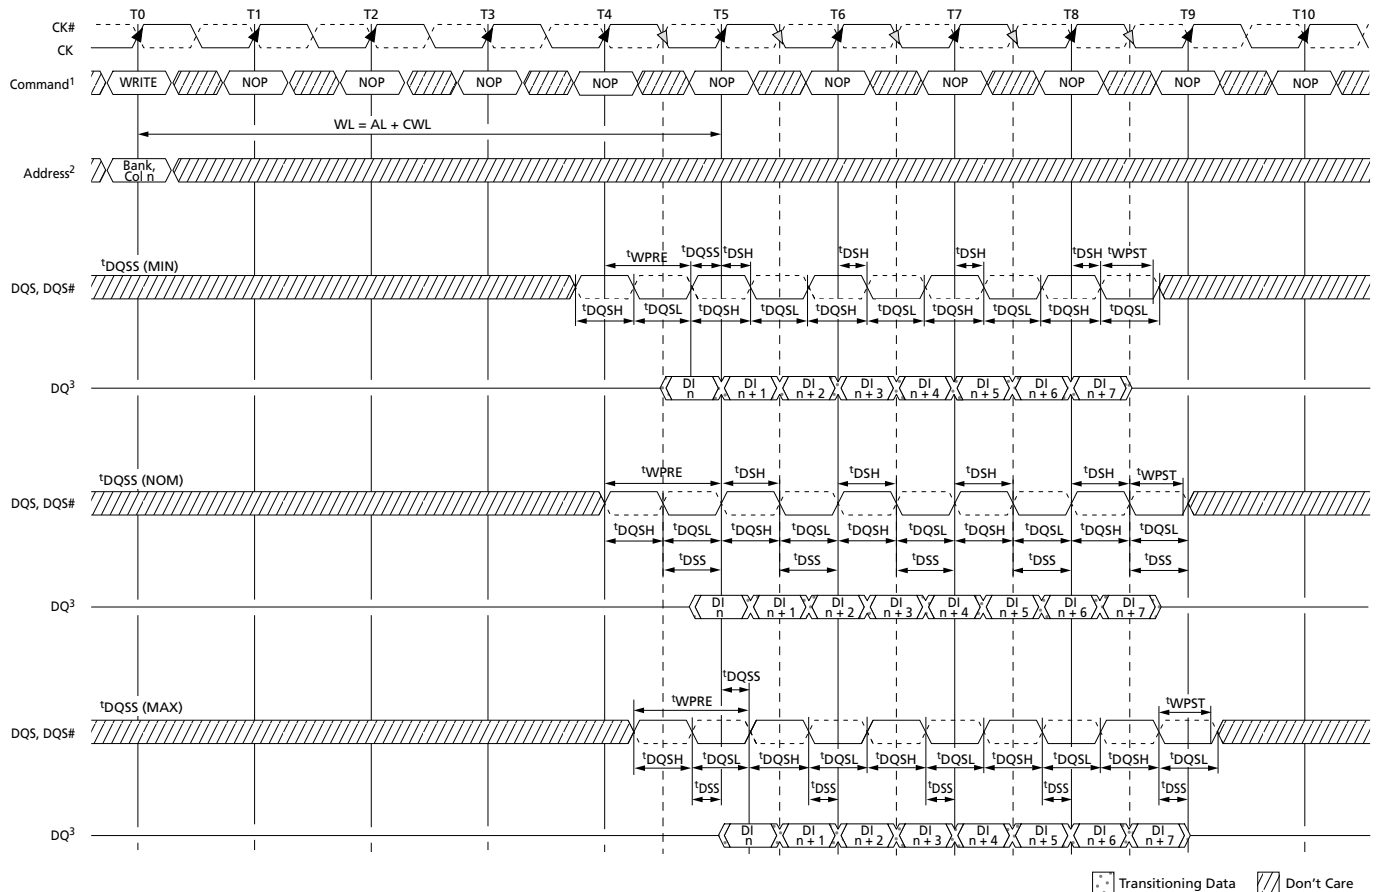 T0 T1 T2 T3 T4 T5 T6 T7 T8 T9 T10
CK#
CK
Command1 WRITE NOP NOP NOP NOP NOP NOP NOP NOP NOP NOP
WL = AL + CWL
Address2 Bank, Col n
tDQSS (MIN) tWPRE tDQSS tDSH tDSH tDSH tDSH tWPST
DQS, DQS#
tDQSH tDQSL tDQSH tDQSL tDQSH tDQSL tDQSH tDQSL tDQSH tDQSL
DQ3 DI n DI n + 1 DI n + 2 DI n + 3 DI n + 4 DI n + 5 DI n + 6 DI n + 7
tDQSS (NOM) tWPRE tDSH tDSH tDSH tDSH tWPST
DQS, DQS#
tDQSH tDQSL tDQSH tDQSL tDQSH tDQSL tDQSH tDQSL tDQSH tDQSL
tDSS tDSS tDSS tDSS tDSS
DQ3 DI n DI n + 1 DI n + 2 DI n + 3 DI n + 4 DI n + 5 DI n + 6 DI n + 7
tDQSS
tDQSS (MAX) tWPRE tWPST
DQS, DQS#
tDQSH tDQSL tDQSH tDQSL tDQSH tDQSL tDQSH tDQSL tDQSH tDQSL
tDSS tDSS tDSS tDSS tDSS
DQ3 DI n DI n + 1 DI n + 2 DI n + 3 DI n + 4 DI n + 5 DI n + 6 DI n + 7
Transitioning Data Don't Care